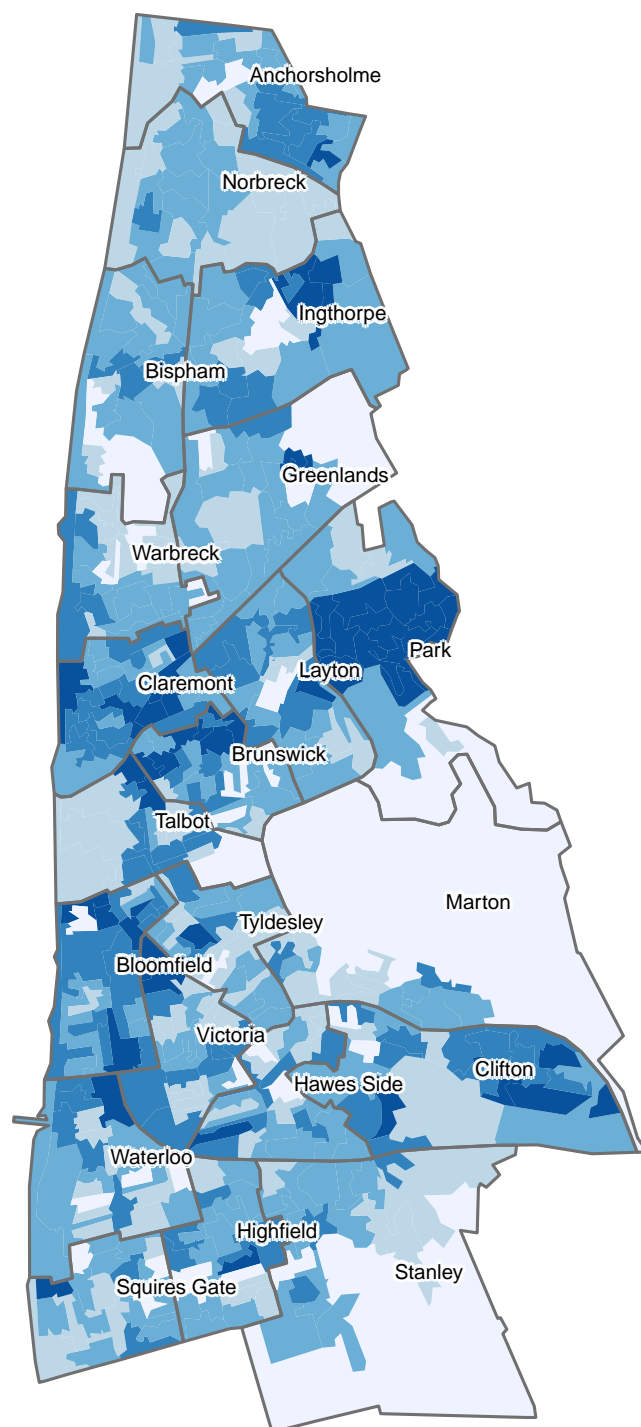 Anchorsholme
Norbreck
Ingthorpe
Bispham
Greenlands
Warbreck
Park
Layton
Claremont
Brunswick
Talbot
Marton
Tyldesley
Bloomfield
Victoria
Clifton
Hawes Side
Waterloo
Highfield
Stanley
Squires Gate